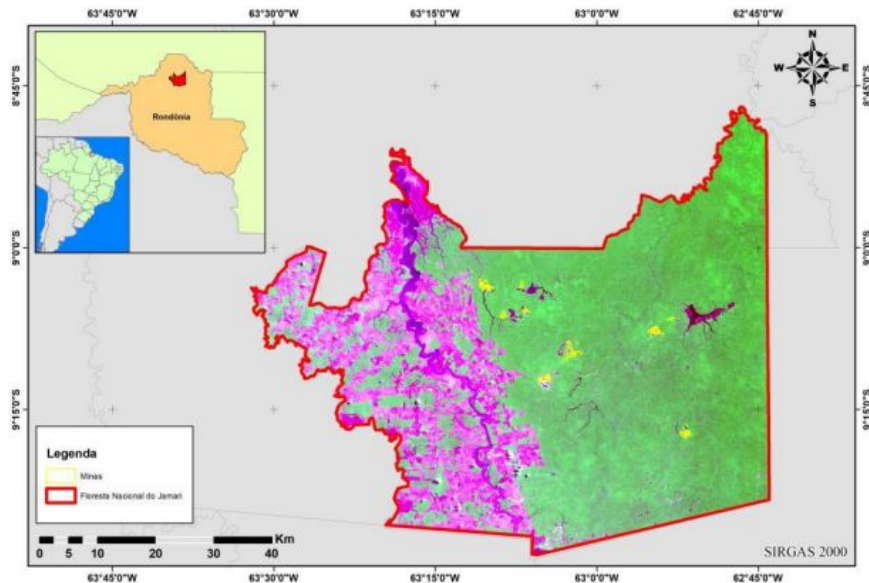 63°45'0"W 63°30'0"W 63°15'0"W 63°0'0"W 62°45'0"W
N
W E
S
8°45'0"S 8°45'0"S
Rondônia
9°0'0"S 9°0'0"S
9°15'0"S 9°15'0"S
Legenda
Minas
Floresta Nacional do Jamari
Km
0 5 10 20 30 40
SIRGAS 2000
63°45'0"W 63°30'0"W 63°15'0"W 63°0'0"W 62°45'0"W